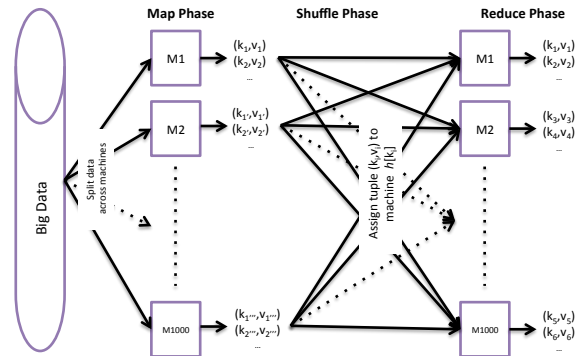 Map Phase
Shuffle Phase
Reduce Phase
Big Data
Split data
across machines
M1
(k₁,v₁)
(k₂,v₂)
...
M2
(k₁',v₁')
(k₂',v₂')
...
M1000
(k₁''',v₁''')
(k₂''',v₂''')
...
Assign tuple (kᵢ,vᵢ) to
machine h[kᵢ]
M1
(k₁,v₁)
(k₂,v₂)
...
M2
(k₃,v₃)
(k₄,v₄)
...
M1000
(k₅,v₅)
(k₆,v₆)
...